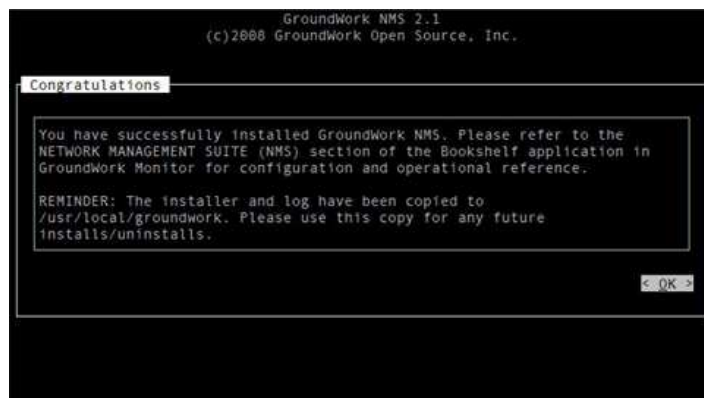 GroundWork NMS 2.1
(c)2008 GroundWork Open Source, Inc.
Congratulations
You have successfully installed GroundWork NMS. Please refer to the
NETWORK MANAGEMENT SUITE (NMS) section of the Bookshelf application in
GroundWork Monitor for configuration and operational reference.
REMINDER: The installer and log have been copied to
/usr/local/groundwork. Please use this copy for any future
installs/uninstalls.
< OK >